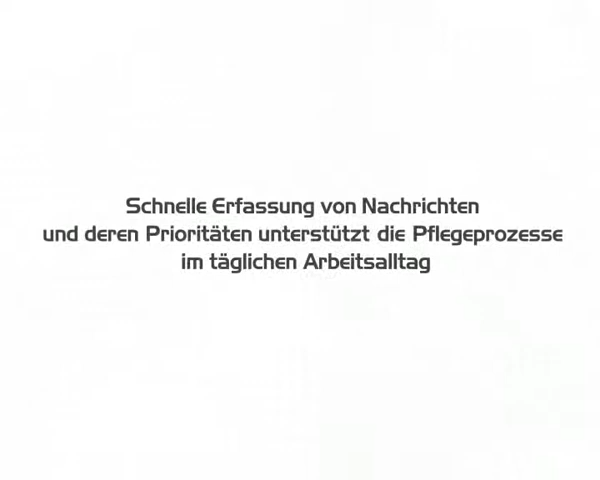 Schnelle Erfassung von Nachrichten
und deren Prioritäten unterstützt die Pflegeprozesse
im täglichen Arbeitsalltag